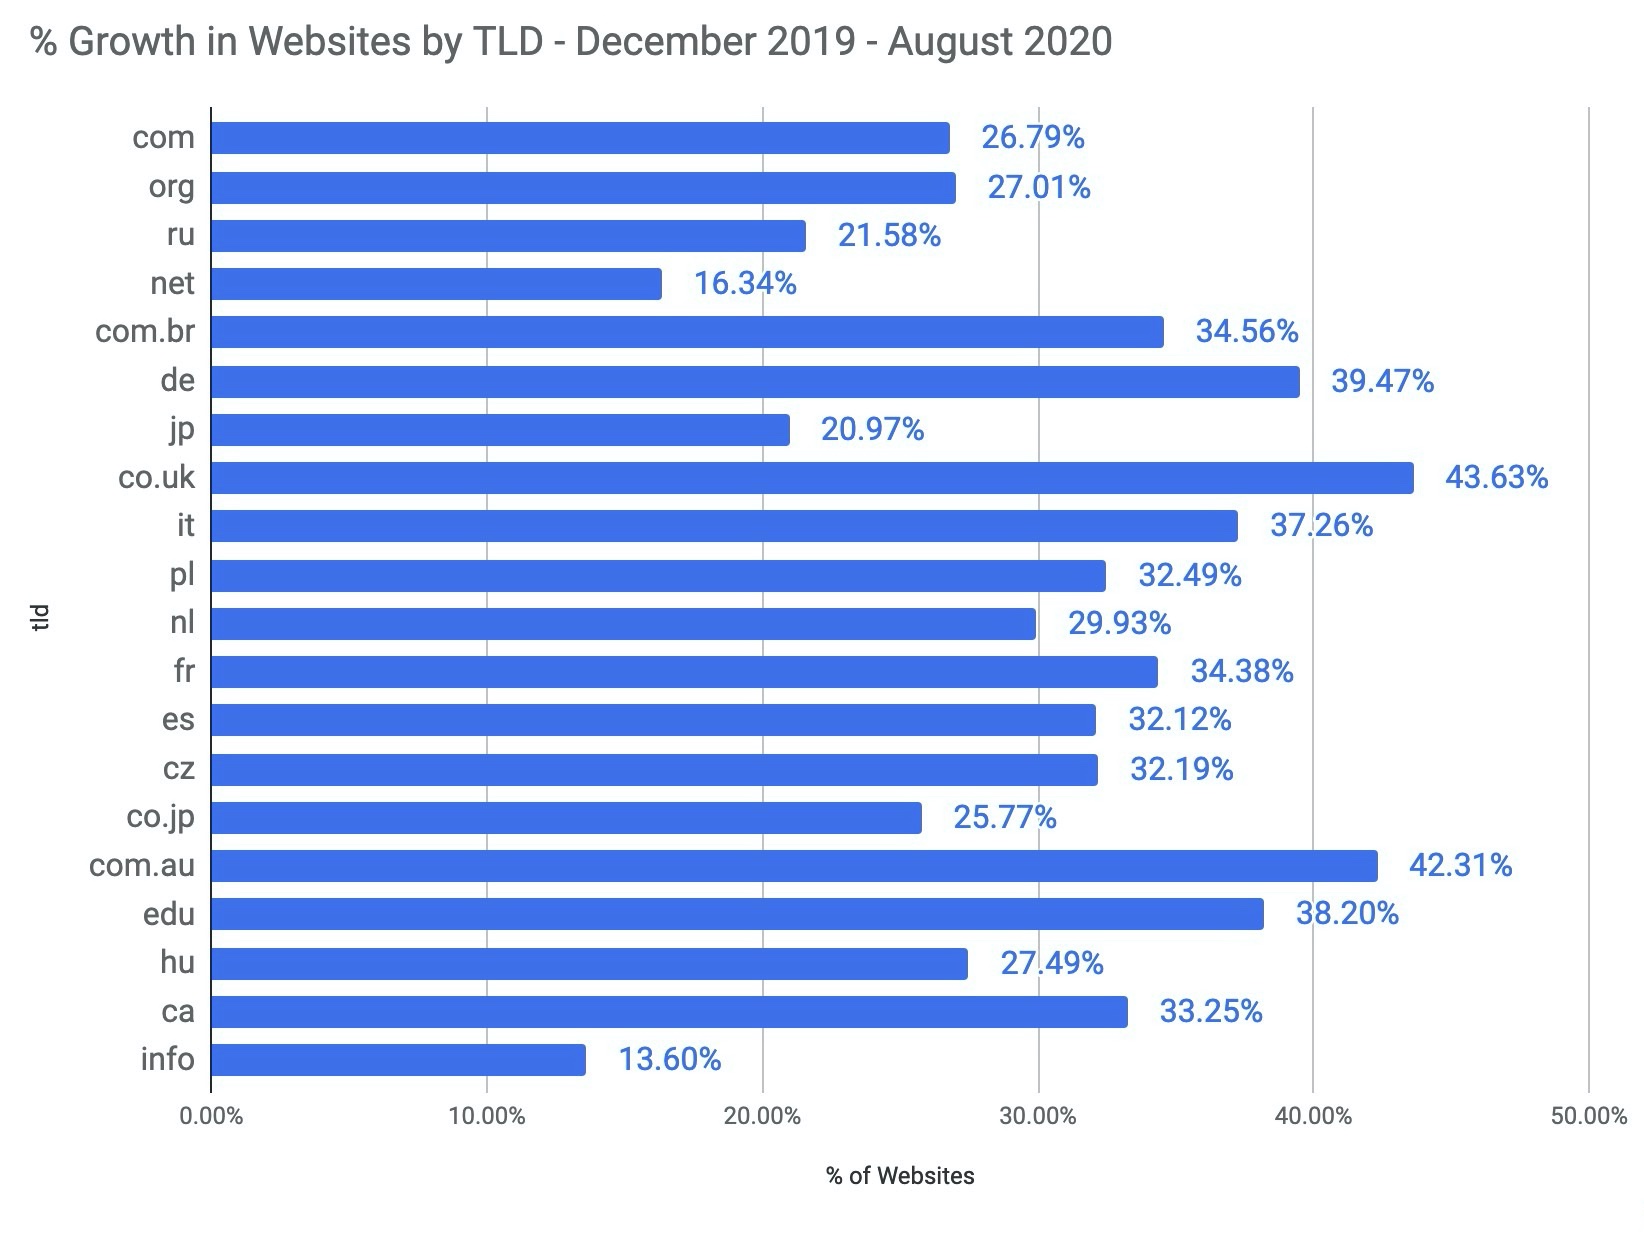 % Growth in Websites by TLD - December 2019 - August 2020
com 26.79%
org 27.01%
ru 21.58%
net 16.34%
com.br 34.56%
de 39.47%
jp 20.97%
co.uk 43.63%
it 37.26%
pl 32.49%
tld
nl 29.93%
fr 34.38%
es 32.12%
cz 32.19%
co.jp 25.77%
com.au 42.31%
edu 38.20%
hu 27.49%
ca 33.25%
info 13.60%
0.00% 10.00% 20.00% 30.00% 40.00% 50.00%
% of Websites